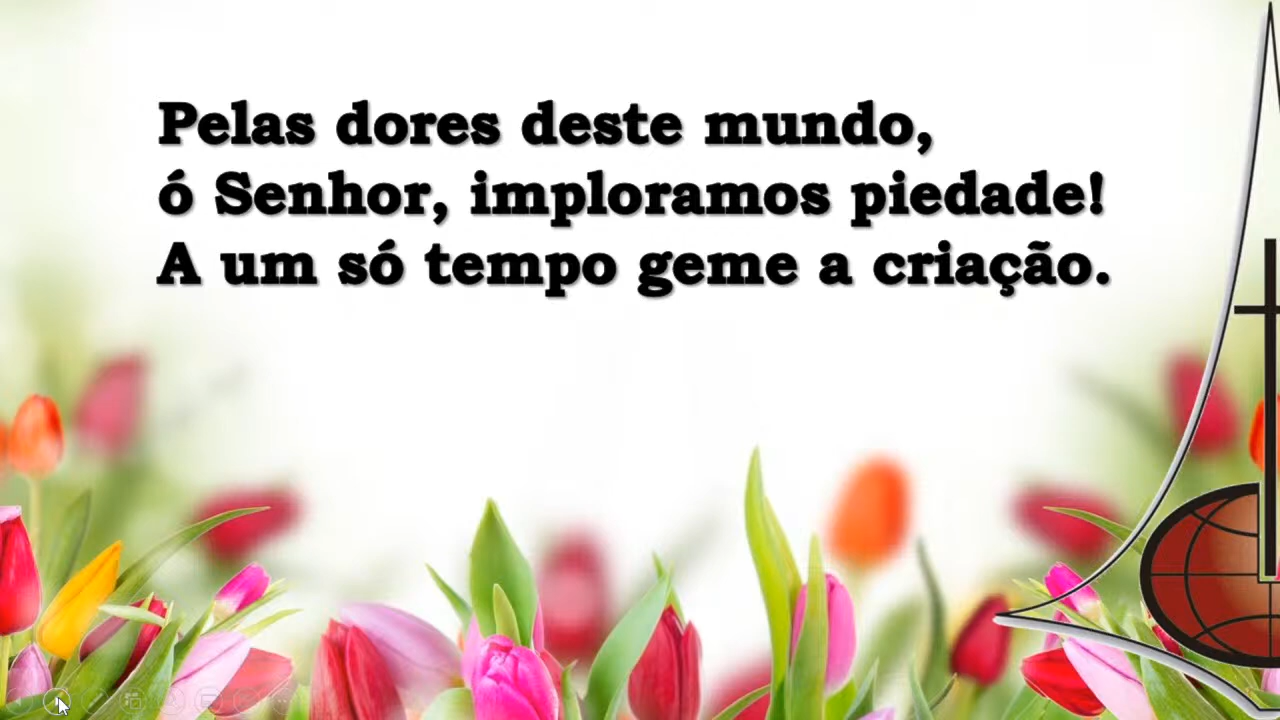 Pelas dores deste mundo,
ó Senhor, imploramos piedade!
A um só tempo geme a criação.